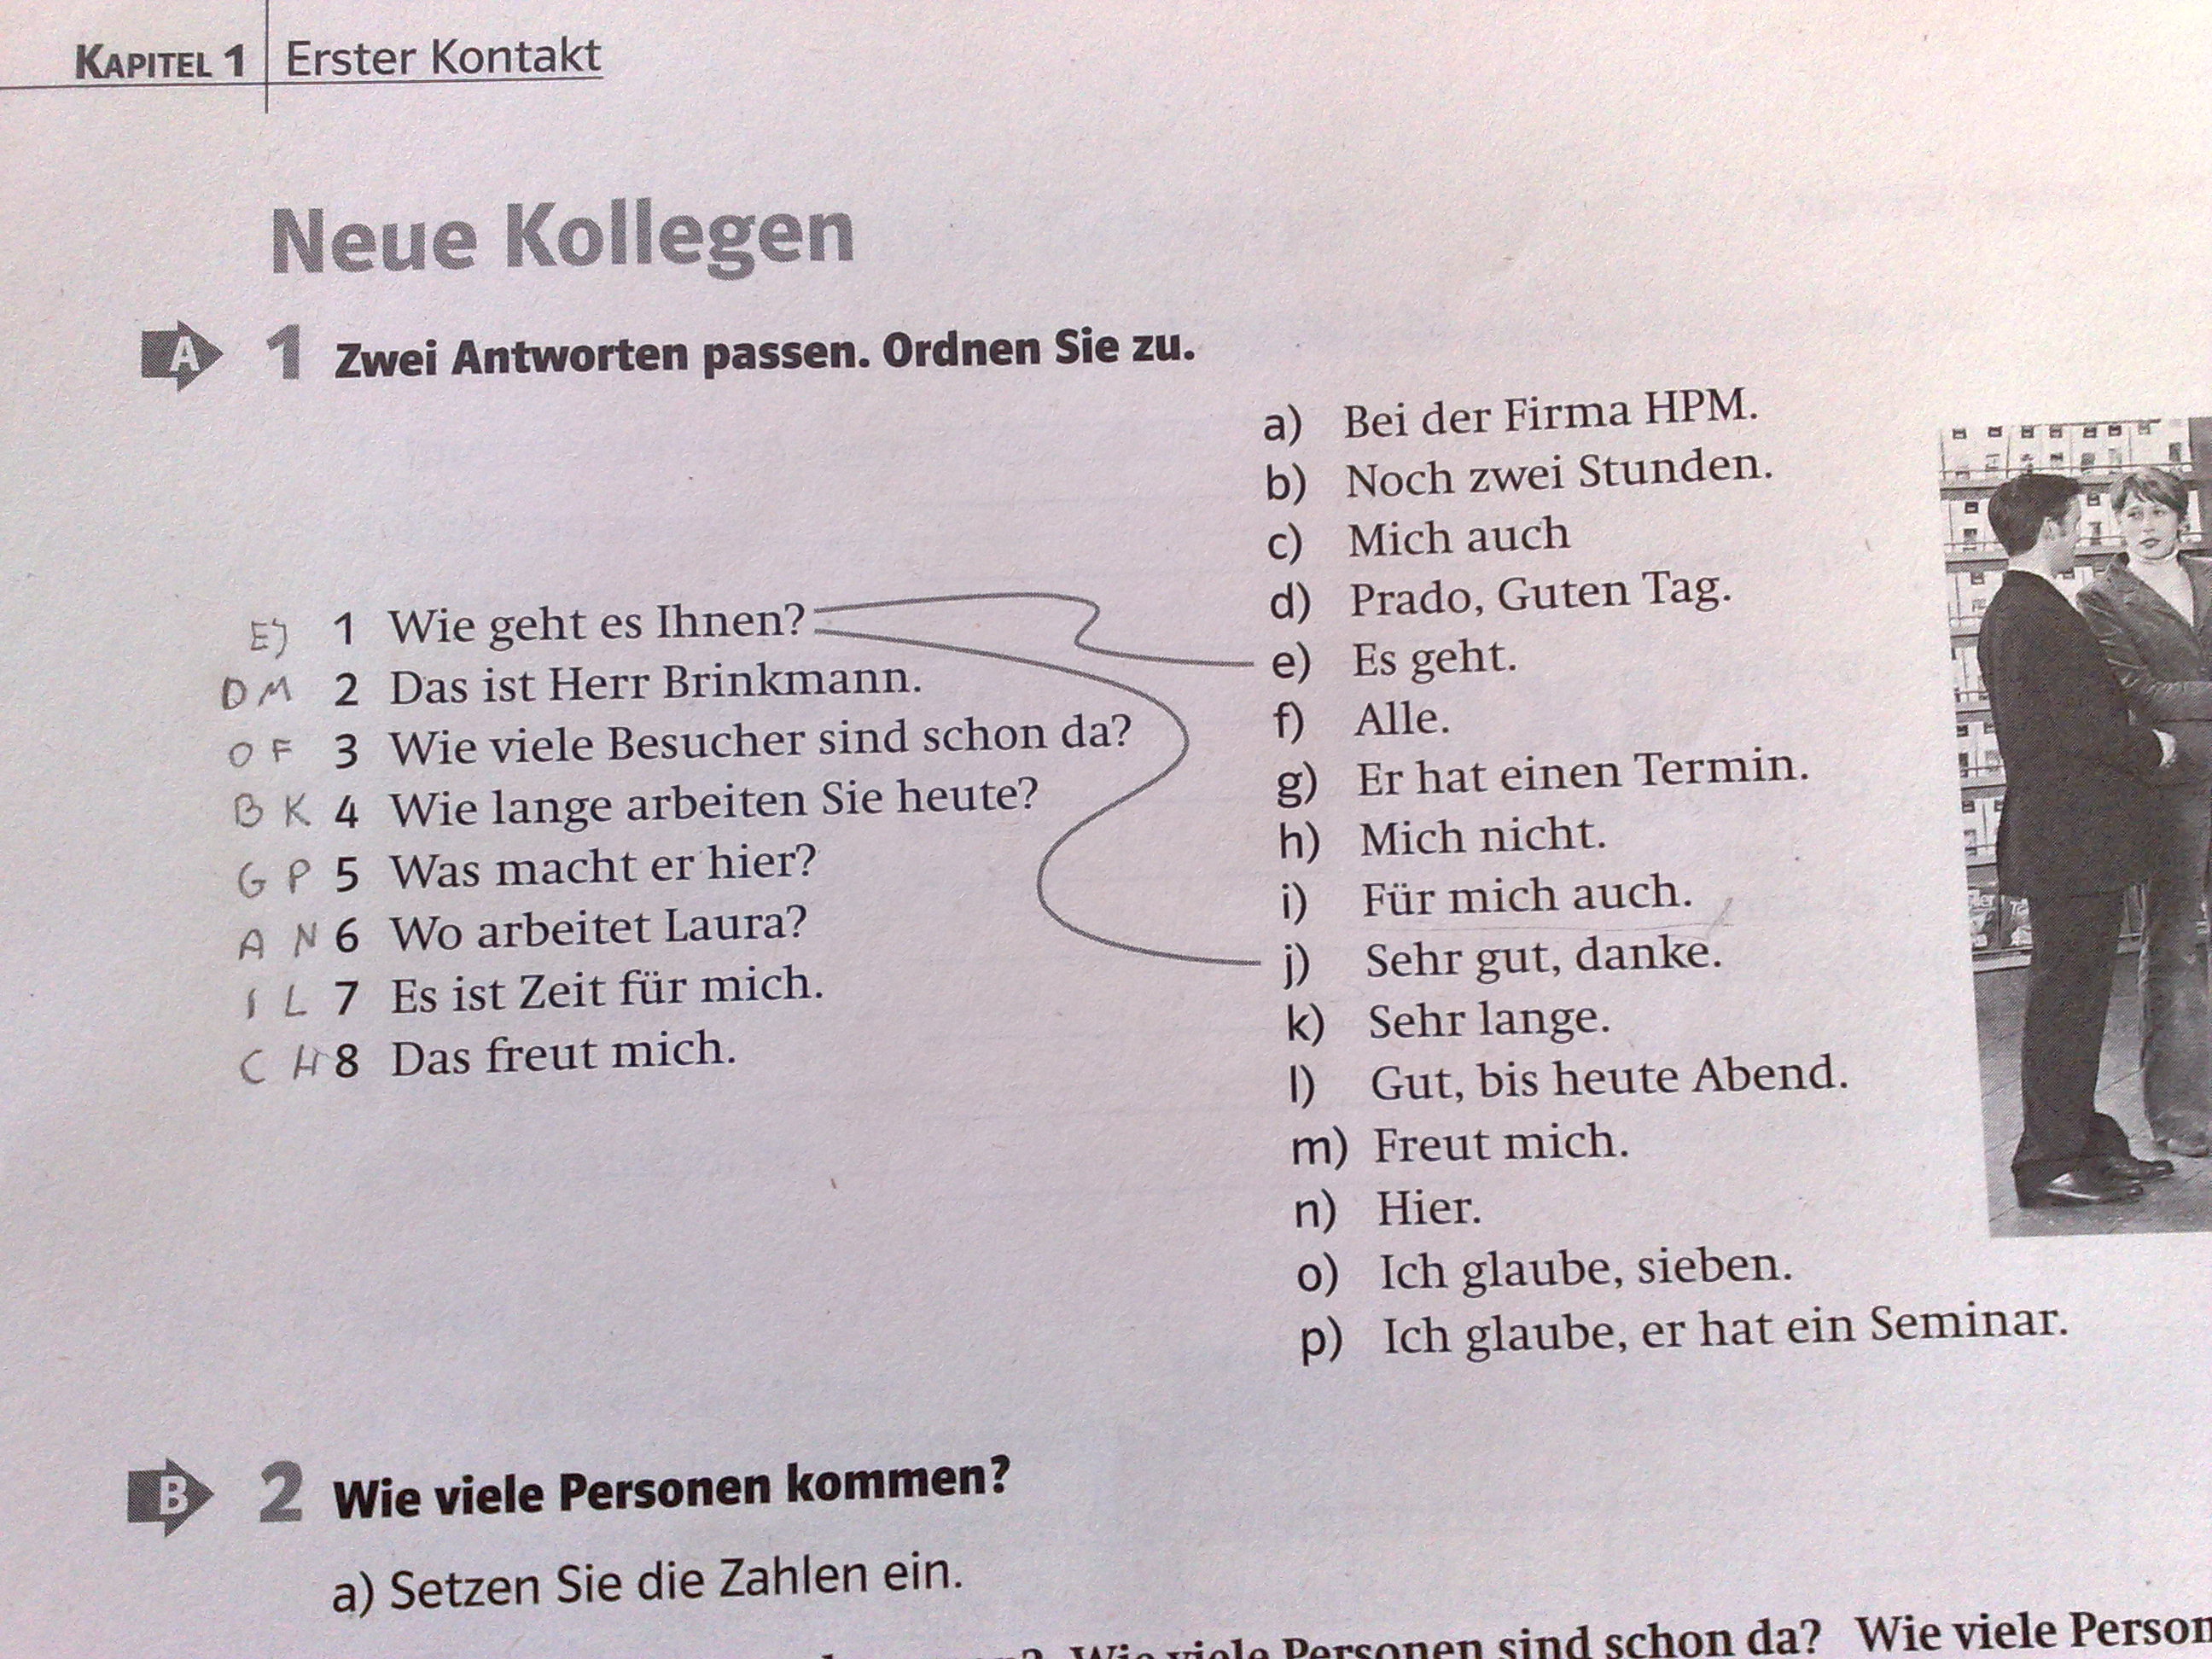 KAPITEL 1 Erster Kontakt
Neue Kollegen
A 1 Zwei Antworten passen. Ordnen Sie zu.
EJ 1 Wie geht es Ihnen?
DM 2 Das ist Herr Brinkmann.
O F 3 Wie viele Besucher sind schon da?
B K 4 Wie lange arbeiten Sie heute?
G P 5 Was macht er hier?
A N 6 Wo arbeitet Laura?
I L 7 Es ist Zeit für mich.
C H 8 Das freut mich.
a) Bei der Firma HPM.
b) Noch zwei Stunden.
c) Mich auch
d) Prado, Guten Tag.
e) Es geht.
f) Alle.
g) Er hat einen Termin.
h) Mich nicht.
i) Für mich auch.
j) Sehr gut, danke.
k) Sehr lange.
l) Gut, bis heute Abend.
m) Freut mich.
n) Hier.
o) Ich glaube, sieben.
p) Ich glaube, er hat ein Seminar.
B 2 Wie viele Personen kommen?
a) Setzen Sie die Zahlen ein.
Wie viele Personen sind schon da? Wie viele